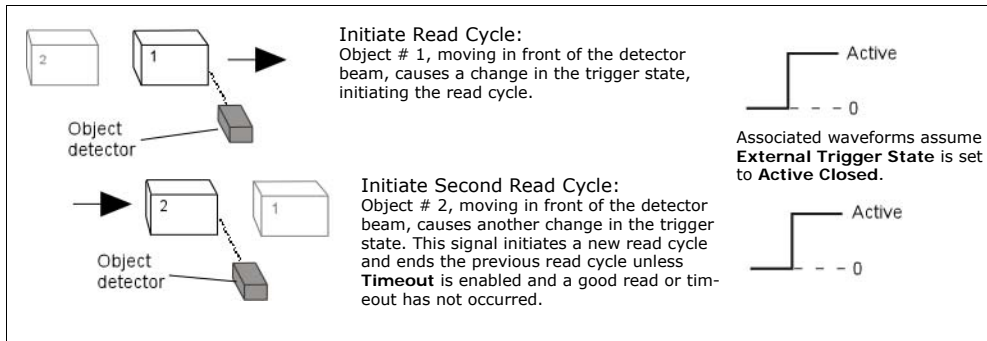 Initiate Read Cycle:
Object # 1, moving in front of the detector
beam, causes a change in the trigger state,
initiating the read cycle.
2
1
Object
detector
Active
0
Associated waveforms assume
External Trigger State is set
to Active Closed.
Initiate Second Read Cycle:
Object # 2, moving in front of the detector
beam, causes another change in the trigger
state. This signal initiates a new read cycle
and ends the previous read cycle unless
Timeout is enabled and a good read or tim-
eout has not occurred.
2
1
Object
detector
Active
0